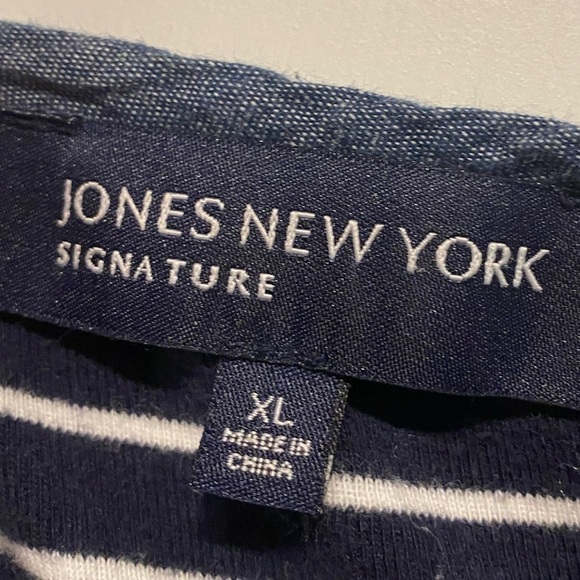 JONES NEW YORK
SIGNATURE
XL
MADE IN
CHINA